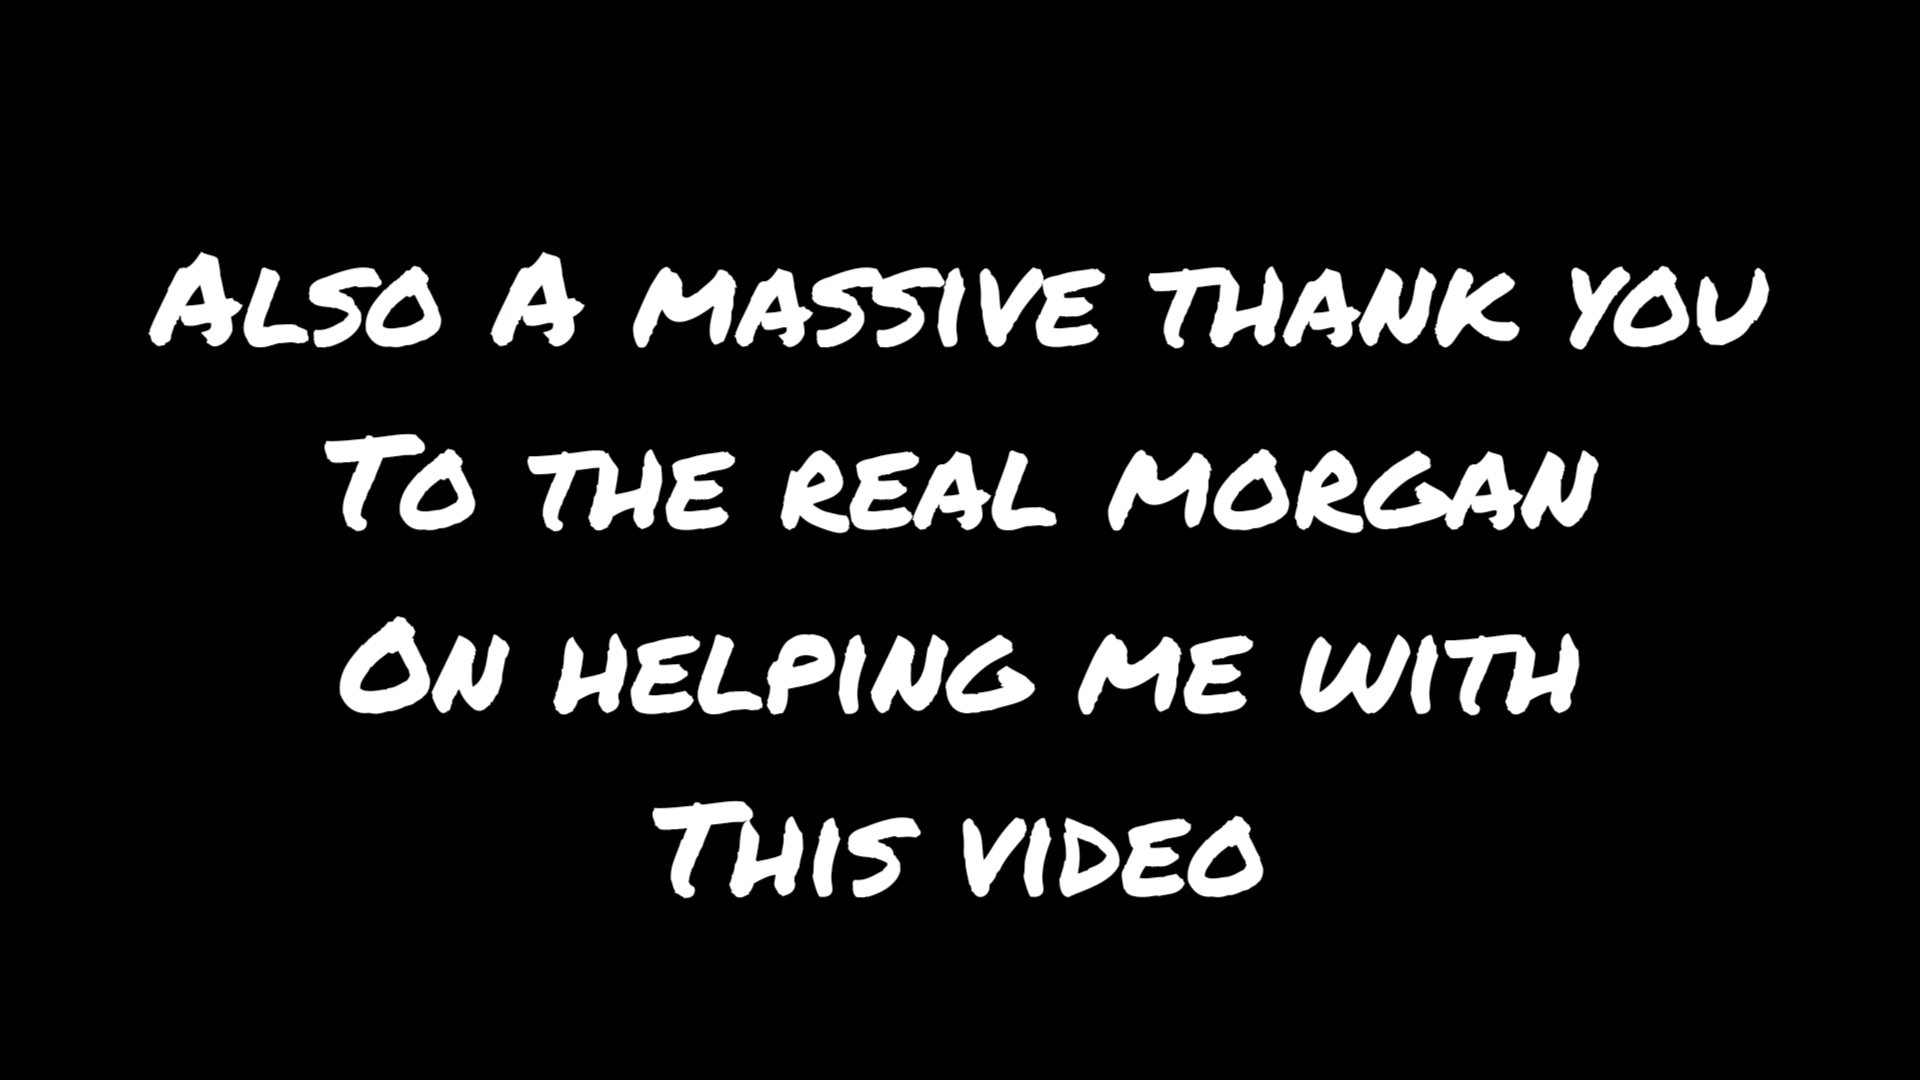 Also A massive thank you
To the real morgan
On helping me with
This video